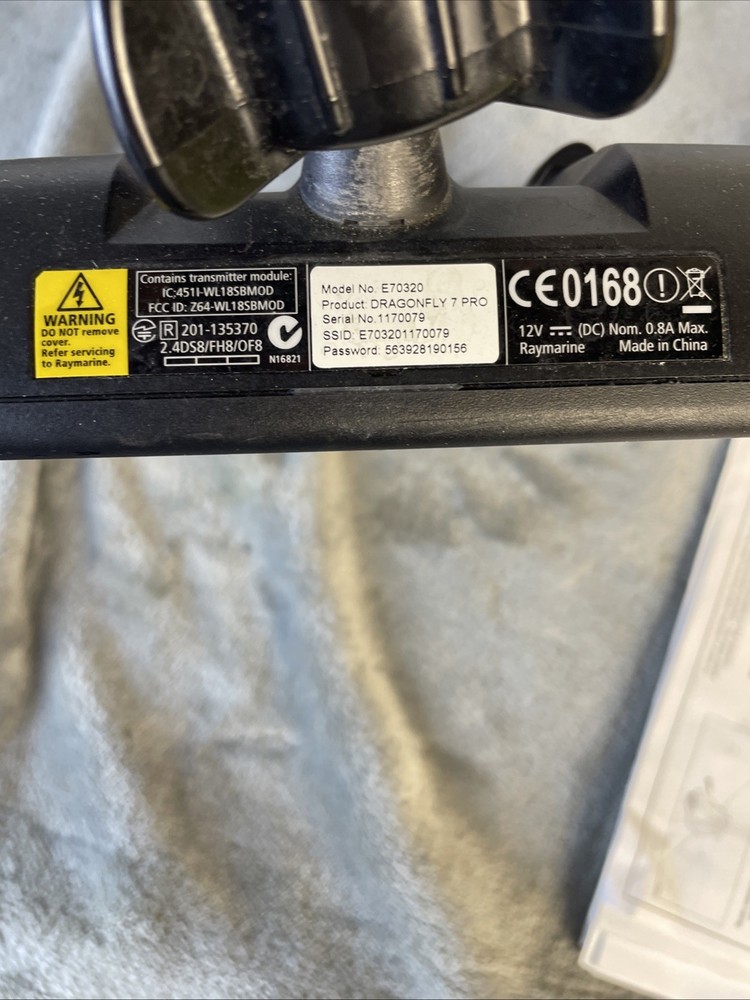 WARNING
DO NOT remove
cover.
Refer servicing
to Raymarine.
Contains transmitter module:
IC;451I-WL18SBMOD
FCC ID: Z64-WL18SBMOD
R 201-135370
2.4DS8/FH8/OF8
N16821
Model No. E70320
Product: DRAGONFLY 7 PRO
Serial No.1170079
SSID: E703201170079
Password: 563928190156
CE0168
12V (DC) Nom. 0.8A Max.
Raymarine Made in China